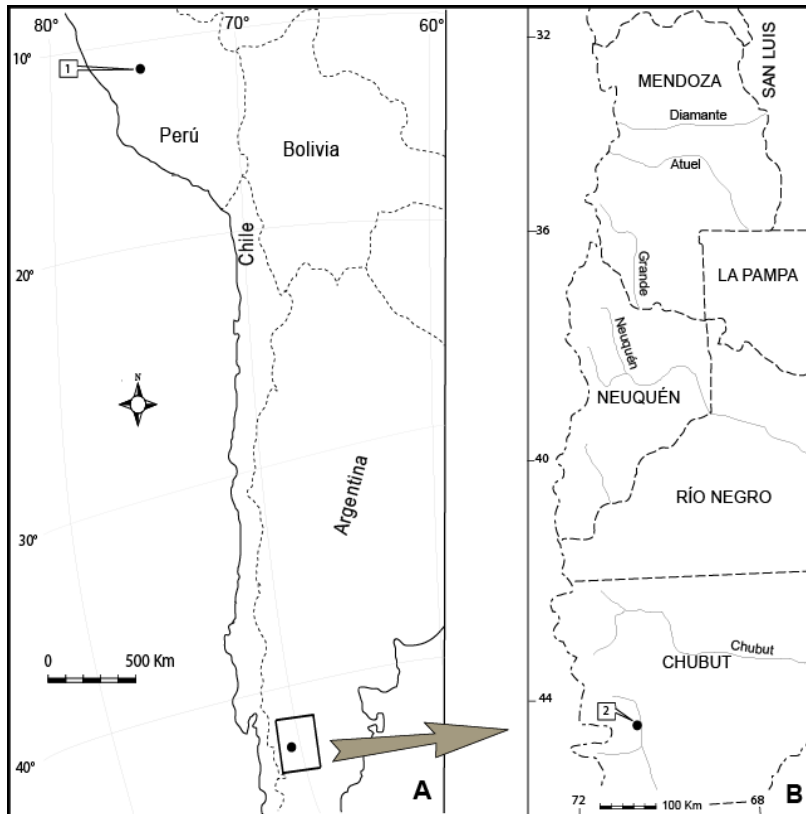 80°
70°
60°
10°
1
Perú
Bolivia
Chile
20°
N
Argentina
30°
0 500 Km
40°
A
32
SAN LUIS
MENDOZA
Diamante
Atuel
36
LA PAMPA
Grande
Neuquén
NEUQUÉN
40
RÍO NEGRO
Chubut
CHUBUT
44
2
72
100 Km
68
B